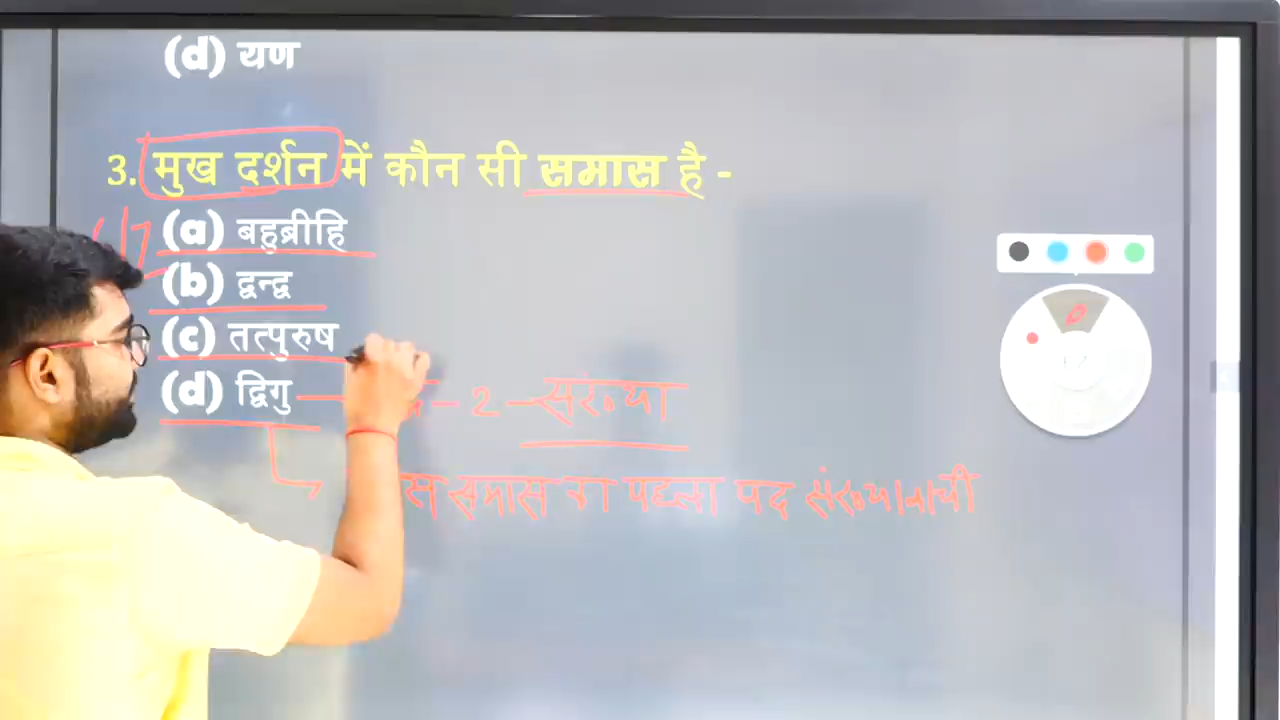 (d) यण
3. मुख दर्शन में कौन सी समास है -
(a) बहुब्रीहि
(b) द्वन्द्व
(c) तत्पुरुष
(d) द्विगु — 2 – संख्या
स समास का पहला पद संख्यावाची